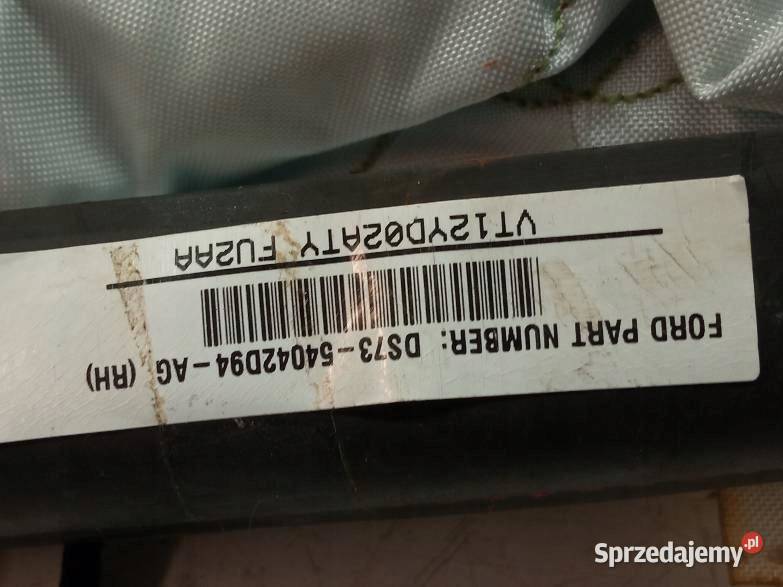 FORD PART NUMBER: DS73-54042D94-AG (RH)
VT12YD02ATY FU2AA
Sprzedajemy.pl